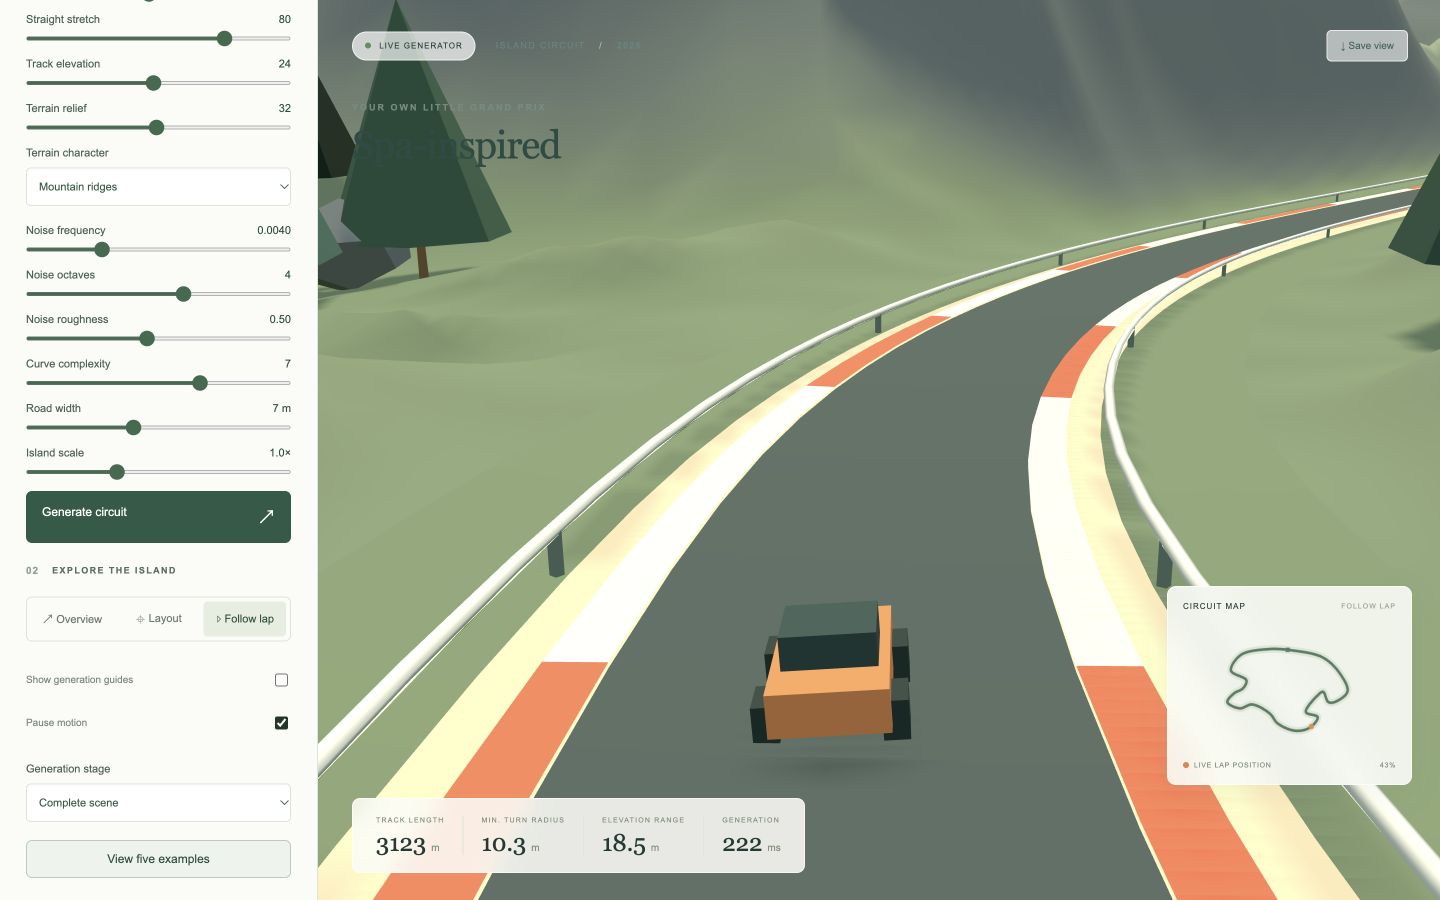 Straight stretch 80
Track elevation 24
Terrain relief 32
Terrain character
Mountain ridges
Noise frequency 0.0040
Noise octaves 4
Noise roughness 0.50
Curve complexity 7
Road width 7 m
Island scale 1.0×
Generate circuit ↗
02 EXPLORE THE ISLAND
↗ Overview
Layout
Follow lap
Show generation guides
Pause motion
Generation stage
Complete scene
View five examples
LIVE GENERATOR
ISLAND CIRCUIT / 2026
↓ Save view
YOUR OWN LITTLE GRAND PRIX
Spa-inspired
CIRCUIT MAP FOLLOW LAP
LIVE LAP POSITION 43%
TRACK LENGTH
3123 m
MIN. TURN RADIUS
10.3 m
ELEVATION RANGE
18.5 m
GENERATION
222 ms